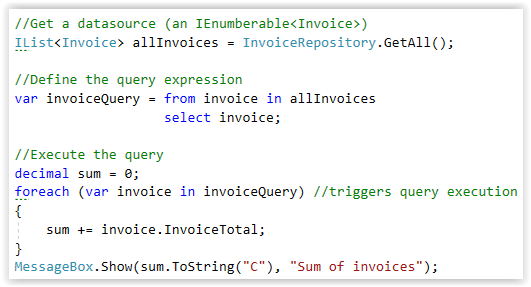 //Get a datasource (an IEnumberable<Invoice>)
IList<Invoice> allInvoices = InvoiceRepository.GetAll();
//Define the query expression
var invoiceQuery = from invoice in allInvoices
select invoice;
//Execute the query
decimal sum = 0;
foreach (var invoice in invoiceQuery) //triggers query execution
{
sum += invoice.InvoiceTotal;
}
MessageBox.Show(sum.ToString("C"), "Sum of invoices");